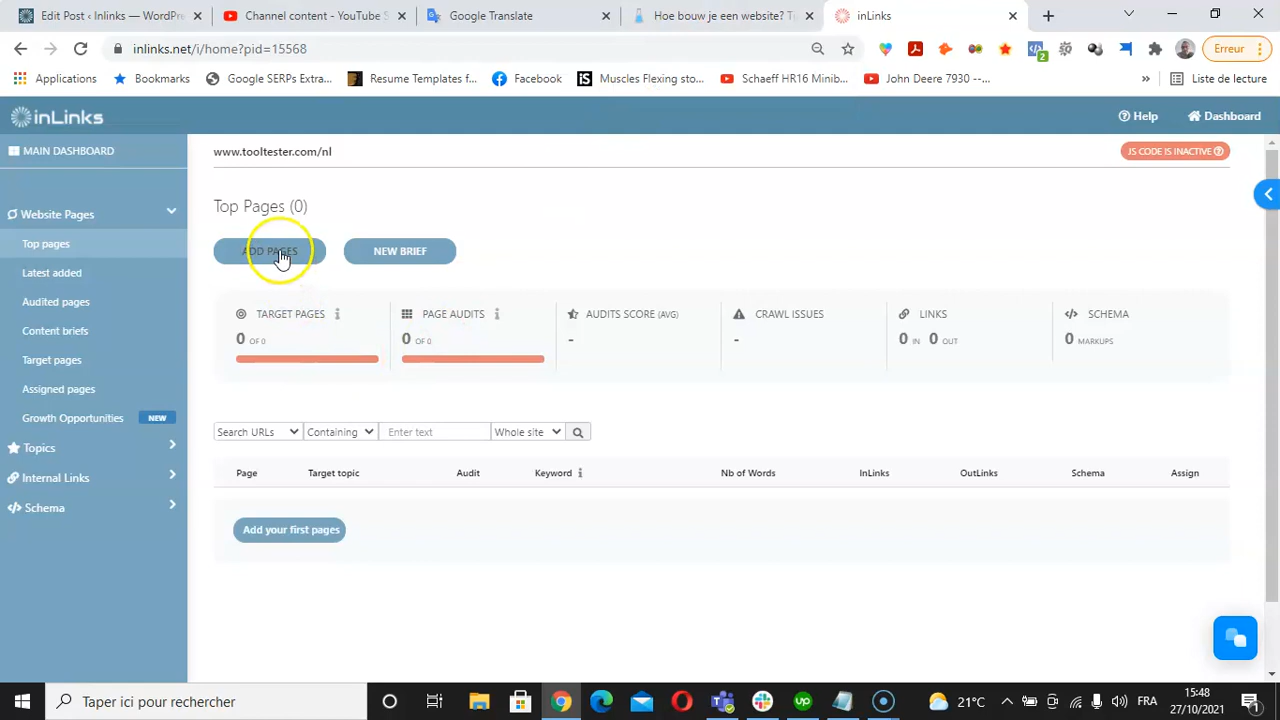 Edit Post ‹ Inlinks — WordPre
Channel content - YouTube S
Google Translate
Hoe bouw je een website? T
inLinks
inlinks.net/i/home?pid=15568
2
Erreur
Applications
Bookmarks
Google SERPs Extra...
Resume Templates f...
Facebook
Muscles Flexing sto...
Schaeff HR16 Minib...
John Deere 7930 –...
»
Liste de lecture
inLinks
Help
Dashboard
MAIN DASHBOARD
www.tooltester.com/nl
JS CODE IS INACTIVE
Website Pages
Top Pages (0)
Top pages
ADD PAGES
NEW BRIEF
Latest added
Audited pages
Content briefs
Target pages
Assigned pages
Growth Opportunities NEW
Topics
Internal Links
Schema
TARGET PAGES
PAGE AUDITS
AUDITS SCORE (AVG)
CRAWL ISSUES
LINKS
SCHEMA
0 OF 0
0 OF 0
-
-
0 IN 0 OUT
0 MARKUPS
Search URLs
Containing
Enter text
Whole site
Page
Target topic
Audit
Keyword
Nb of Words
InLinks
OutLinks
Schema
Assign
Add your first pages
Taper ici pour rechercher
21°C
FRA
15:48
27/10/2021
1